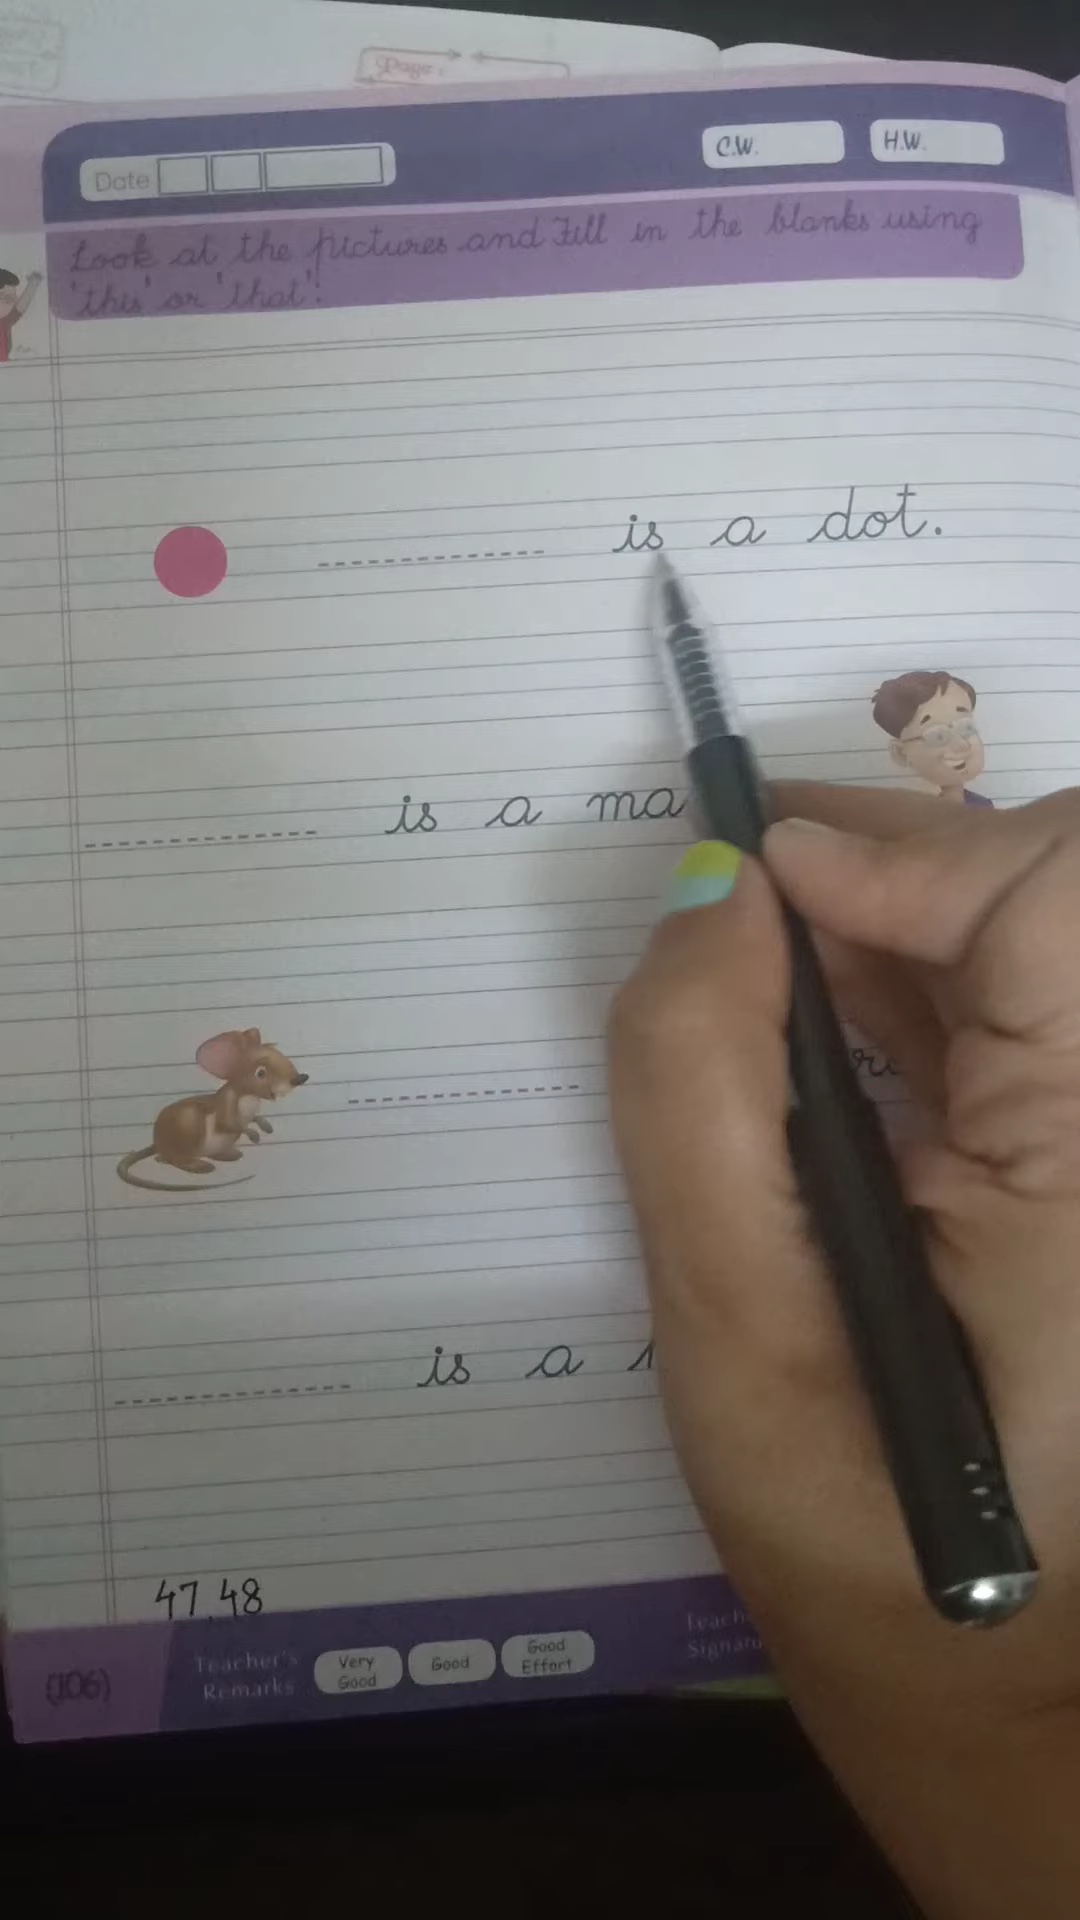 Page:
Date
C.W.
H.W.
Look at the pictures and Fill in the blanks using
'this' or 'that'.
is a dot.
is a ma
is a
47.48
(106)
Teacher's
Remarks
Very
Good
Good
Good
Effort